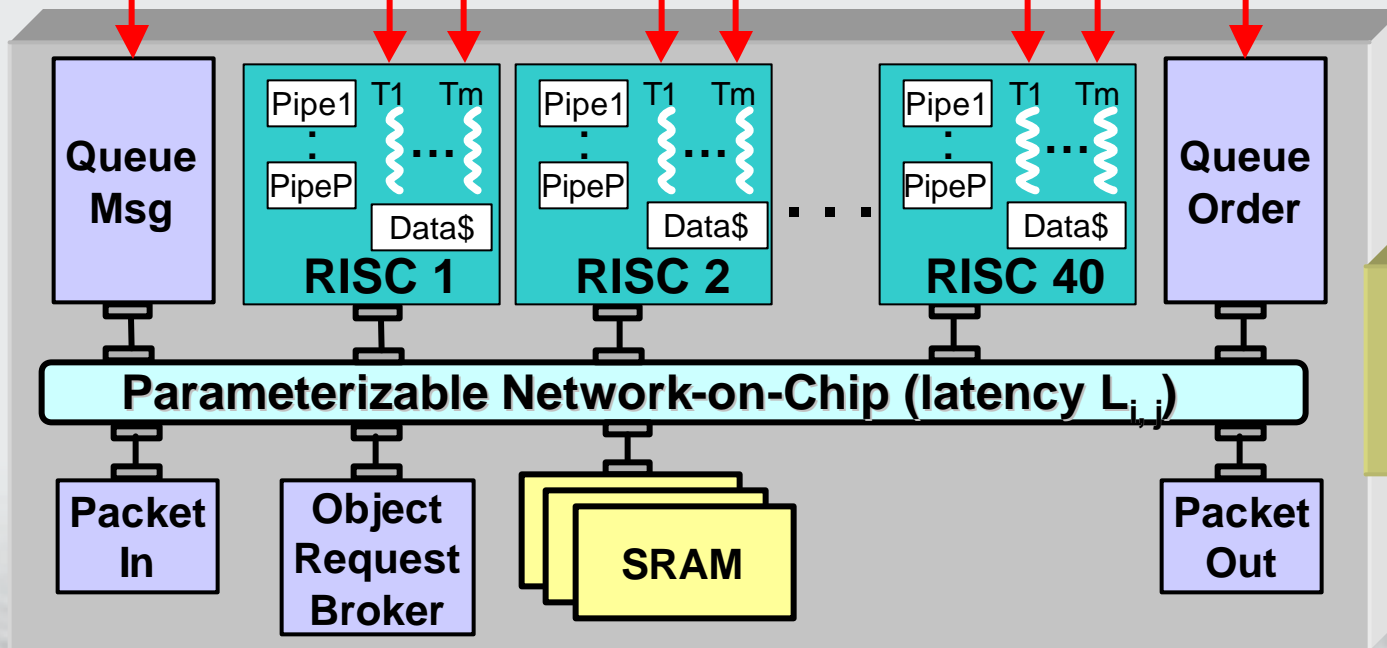 Queue
Msg
Pipe1
:
PipeP
T1 Tm
...
Data$
RISC 1
Pipe1
:
PipeP
T1 Tm
...
Data$
RISC 2
. . .
Pipe1
:
PipeP
T1 Tm
...
Data$
RISC 40
Queue
Order
Parameterizable Network-on-Chip (latency Li, j)
Packet
In
Object
Request
Broker
SRAM
Packet
Out